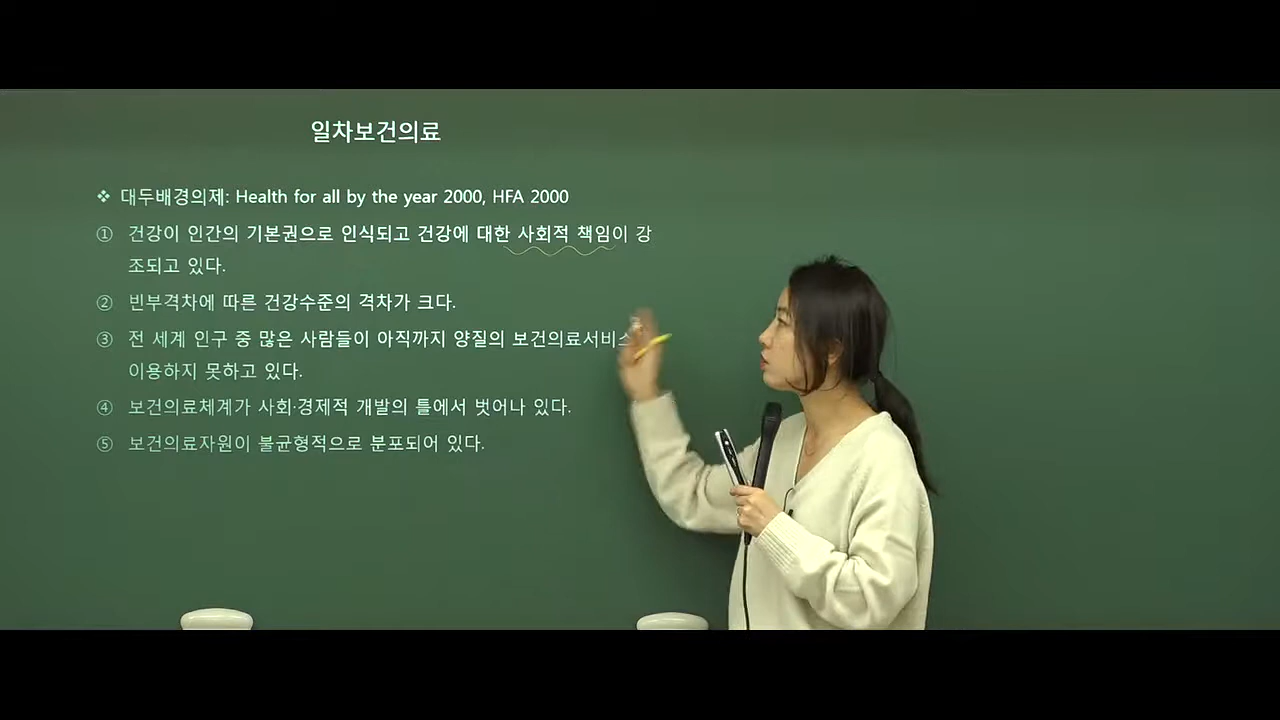 일차보건의료
❖ 대두배경의제: Health for all by the year 2000, HFA 2000
① 건강이 인간의 기본권으로 인식되고 건강에 대한 사회적 책임이 강
조되고 있다.
② 빈부격차에 따른 건강수준의 격차가 크다.
③ 전 세계 인구 중 많은 사람들이 아직까지 양질의 보건의료서비스
이용하지 못하고 있다.
④ 보건의료체계가 사회·경제적 개발의 틀에서 벗어나 있다.
⑤ 보건의료자원이 불균형적으로 분포되어 있다.